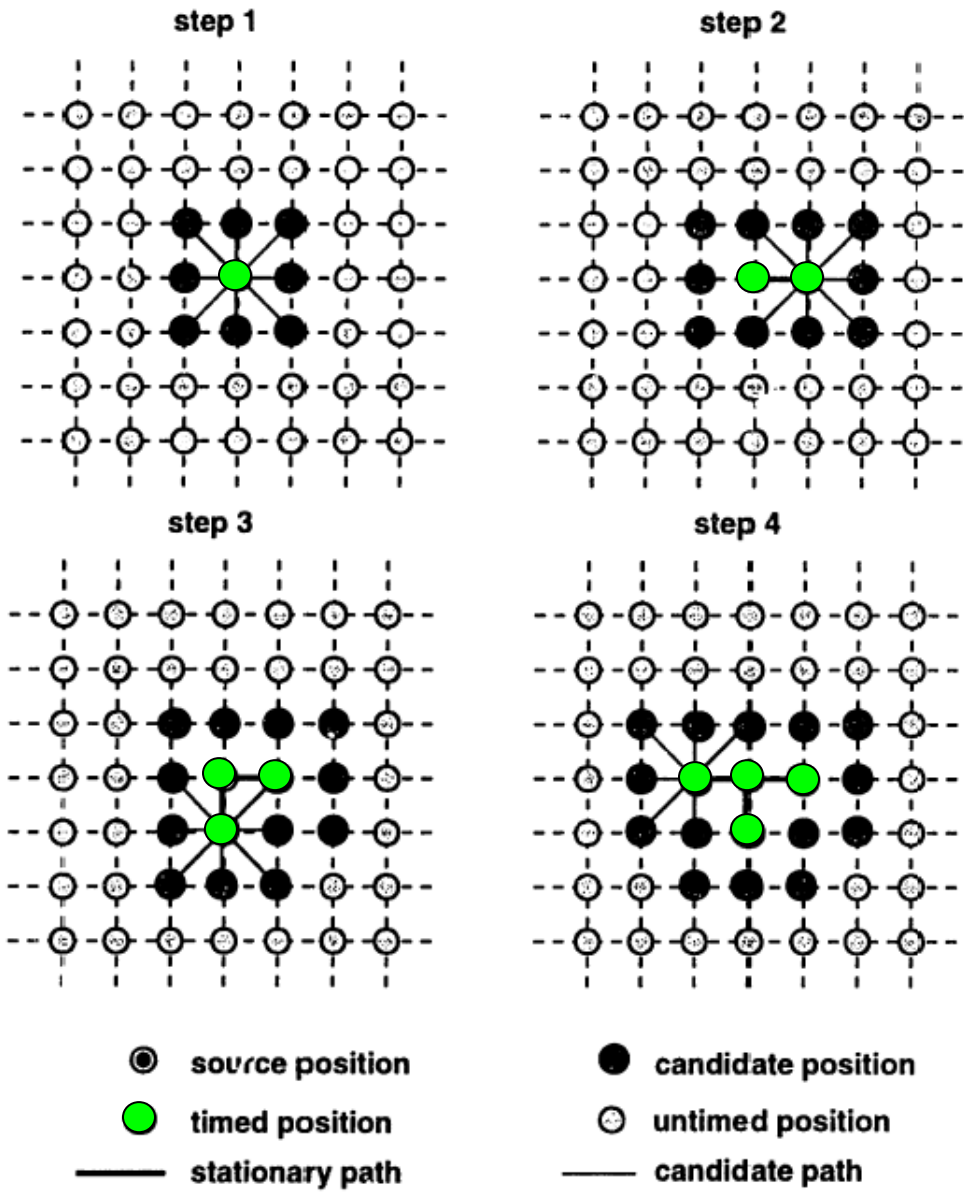 step 1
step 2
step 3
step 4
source position
candidate position
timed position
untimed position
stationary path
candidate path